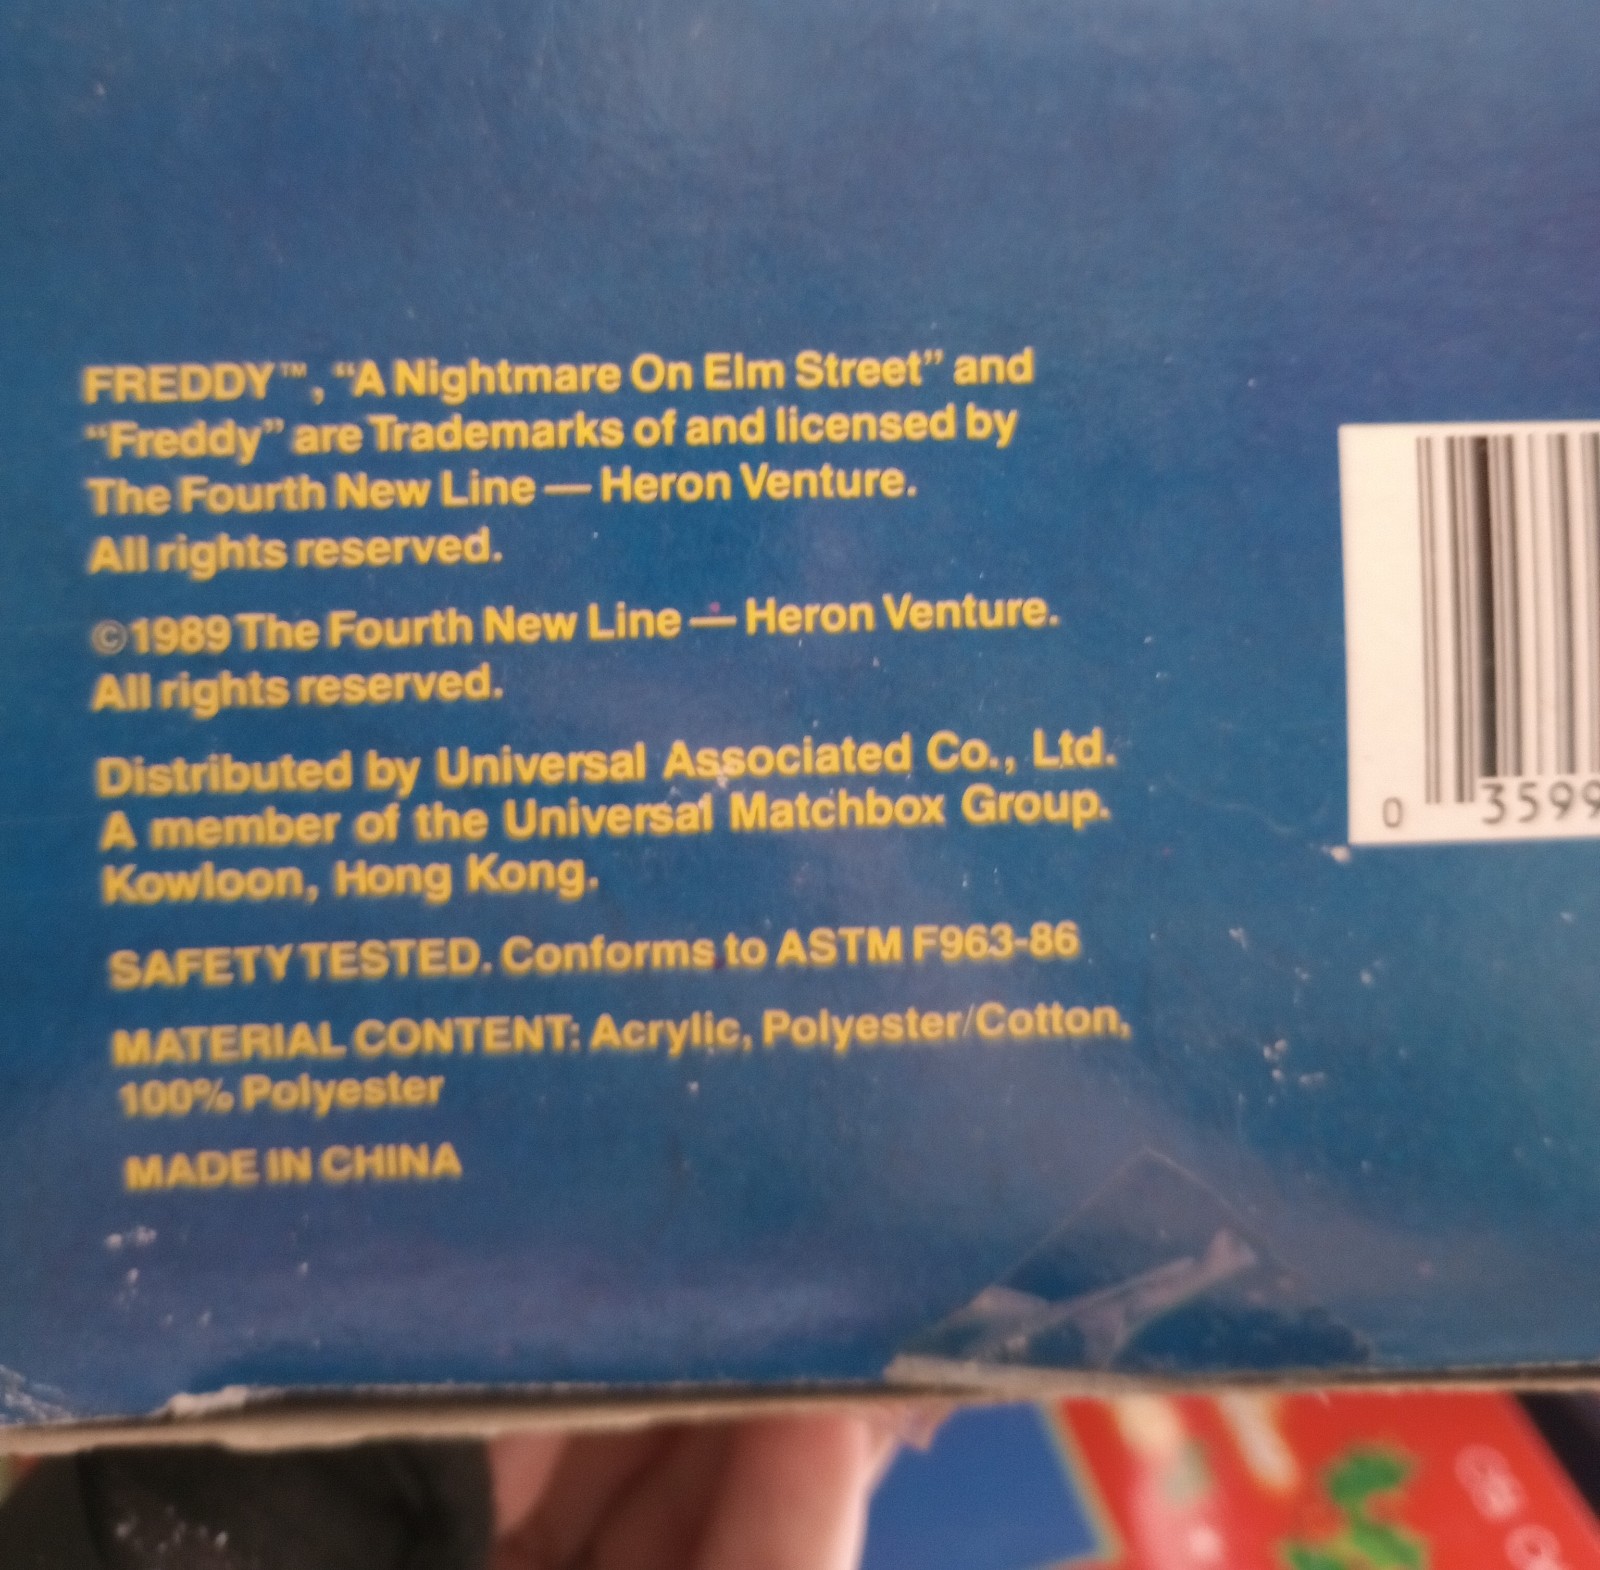 FREDDY™, “A Nightmare On Elm Street” and
“Freddy” are Trademarks of and licensed by
The Fourth New Line — Heron Venture.
All rights reserved.
©1989 The Fourth New Line — Heron Venture.
All rights reserved.
Distributed by Universal Associated Co., Ltd.
A member of the Universal Matchbox Group.
Kowloon, Hong Kong.
SAFETY TESTED. Conforms to ASTM F963-86
MATERIAL CONTENT: Acrylic, Polyester/Cotton,
100% Polyester
MADE IN CHINA
0 3599